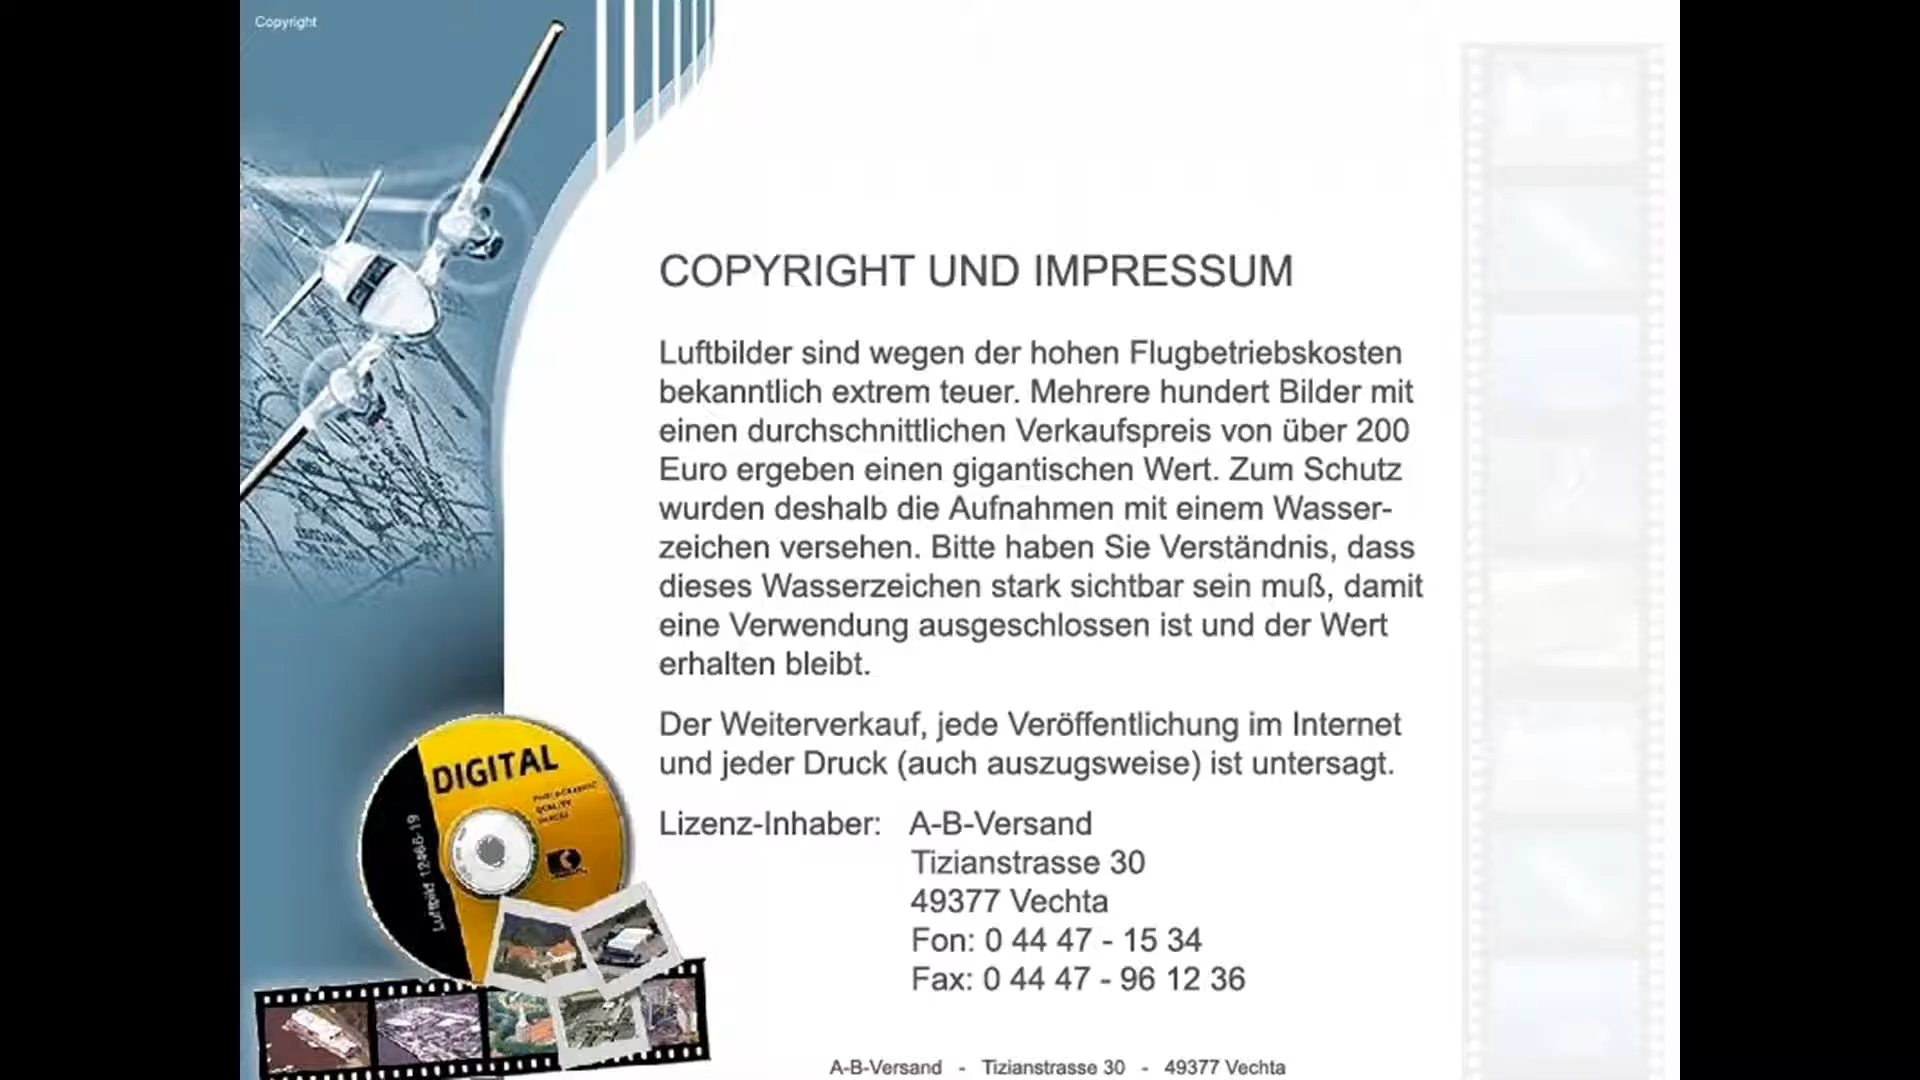 Copyright
COPYRIGHT UND IMPRESSUM
Luftbilder sind wegen der hohen Flugbetriebskosten
bekanntlich extrem teuer. Mehrere hundert Bilder mit
einen durchschnittlichen Verkaufspreis von über 200
Euro ergeben einen gigantischen Wert. Zum Schutz
wurden deshalb die Aufnahmen mit einem Wasser-
zeichen versehen. Bitte haben Sie Verständnis, dass
dieses Wasserzeichen stark sichtbar sein muß, damit
eine Verwendung ausgeschlossen ist und der Wert
erhalten bleibt.
Der Weiterverkauf, jede Veröffentlichung im Internet
und jeder Druck (auch auszugsweise) ist untersagt.
Lizenz-Inhaber: A-B-Versand
Tizianstrasse 30
49377 Vechta
Fon: 0 44 47 - 15 34
Fax: 0 44 47 - 96 12 36
DIGITAL
QUALITY
Luftbild
A-B-Versand - Tizianstrasse 30 - 49377 Vechta